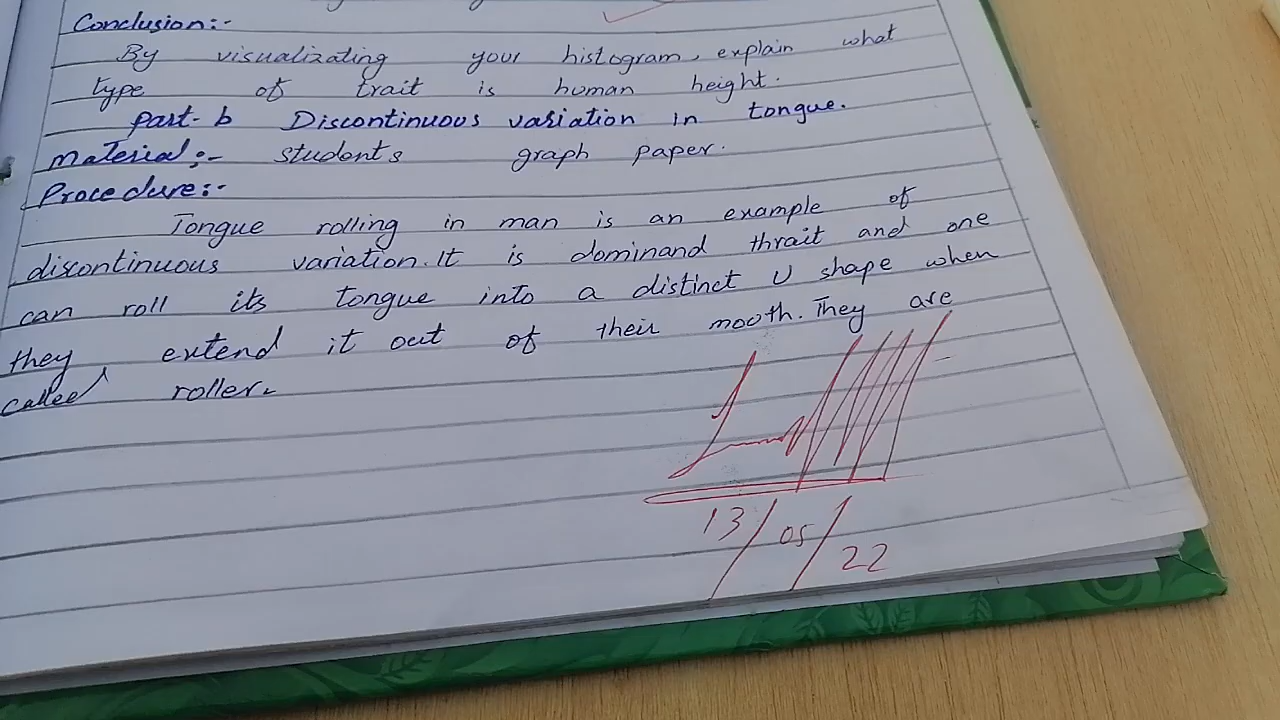 Conclusion:-
By visualizating your histogram, explain what
type of trait is human height.
part-b Discontinuous variation in tongue.
Material:- students graph paper.
Procedure:-
Tongue rolling in man is an example of
discontinuous variation. It is dominand thrait and one
can roll its tongue into a distinct U shape when
they extend it out of their mooth. They are
called roller.
13/05/22